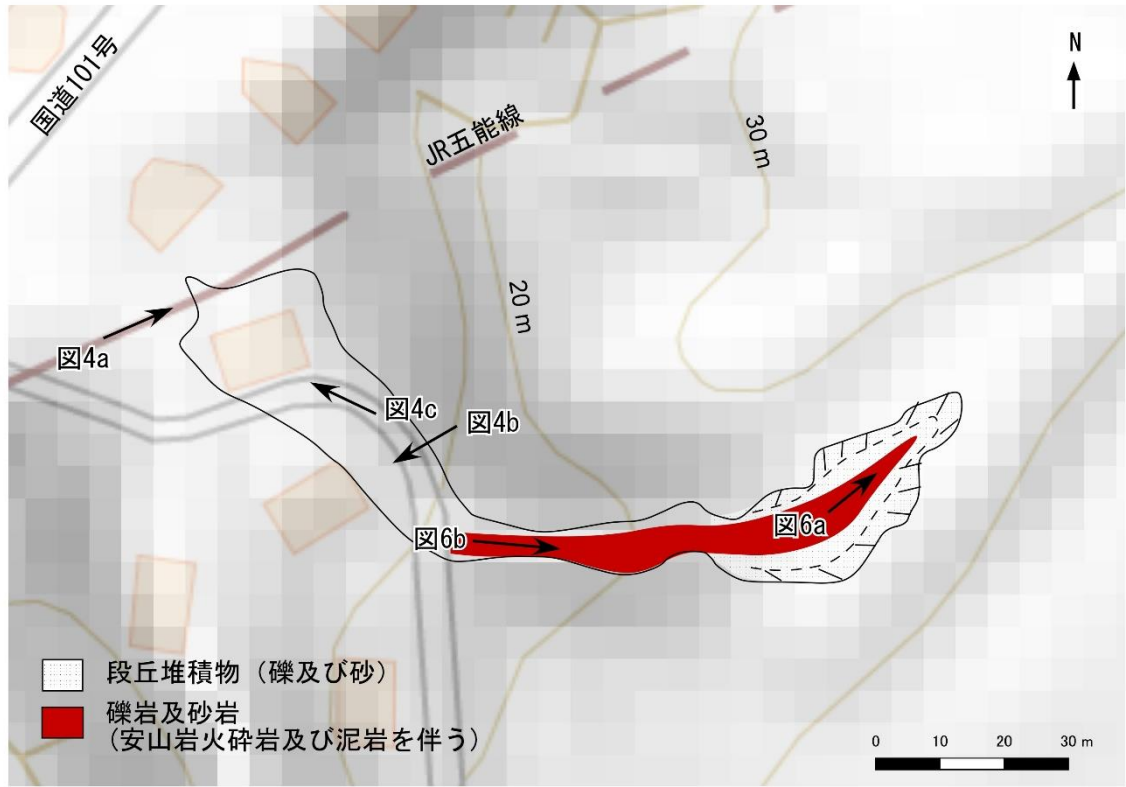 国道101号
N
JR五能線
30 m
20 m
図4a
図4c
図4b
図6b
図6a
段丘堆積物（礫及び砂）
礫岩及砂岩
（安山岩火砕岩及び泥岩を伴う）
0 10 20 30 m